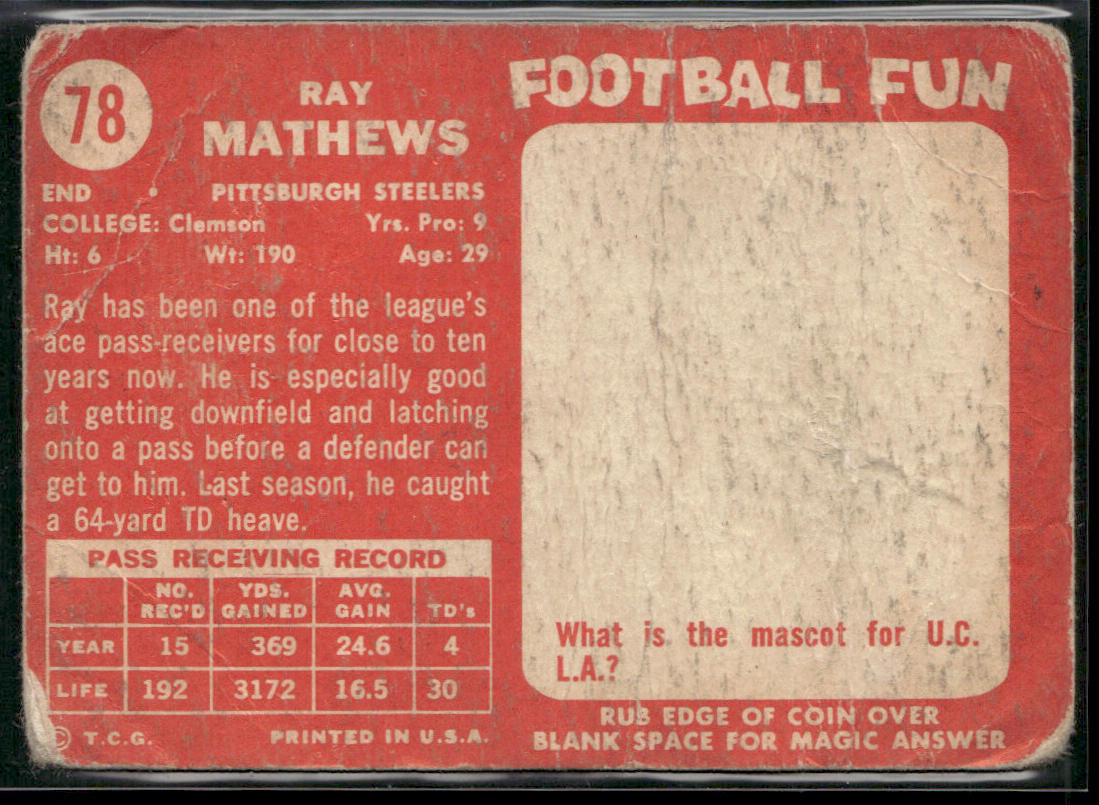 78
RAY
MATHEWS
END • PITTSBURGH STEELERS
COLLEGE: Clemson Yrs. Pro: 9
Ht: 6 Wt: 190 Age: 29
Ray has been one of the league's
ace pass-receivers for close to ten
years now. He is especially good
at getting downfield and latching
onto a pass before a defender can
get to him. Last season, he caught
a 64-yard TD heave.
PASS RECEIVING RECORD
NO. REC'D YDS. GAINED AVG. GAIN TD's
YEAR 15 369 24.6 4
LIFE 192 3172 16.5 30
© T.C.G. PRINTED IN U.S.A.
FOOTBALL FUN
What is the mascot for U.C.
L.A.?
RUB EDGE OF COIN OVER
BLANK SPACE FOR MAGIC ANSWER